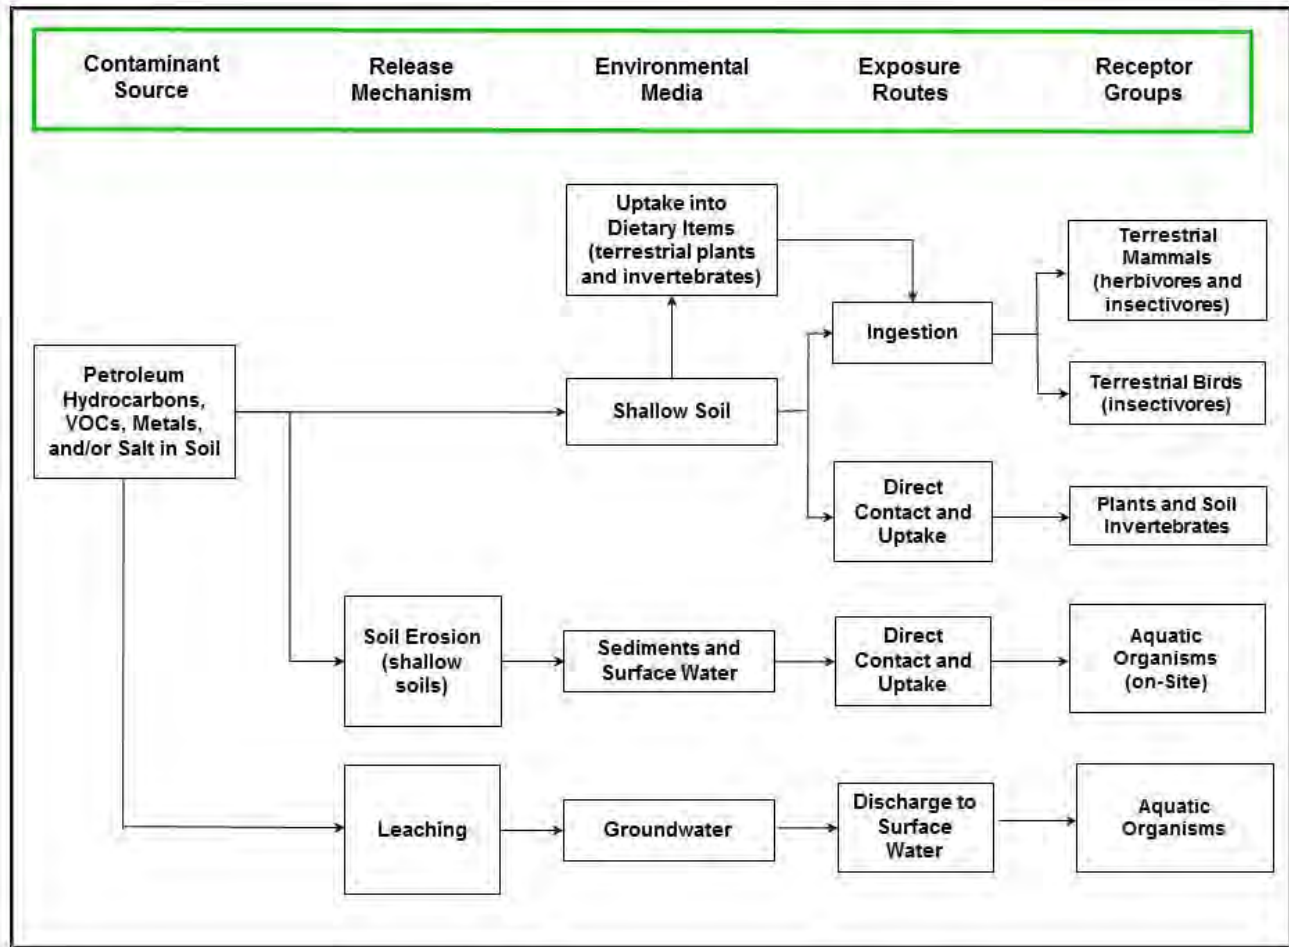 Contaminant
Source
Release
Mechanism
Environmental
Media
Exposure
Routes
Receptor
Groups
Uptake into
Dietary Items
(terrestrial plants
and invertebrates)
Terrestrial
Mammals
(herbivores and
insectivores)
Ingestion
Petroleum
Hydrocarbons,
VOCs, Metals,
and/or Salt in Soil
Shallow Soil
Terrestrial Birds
(insectivores)
Direct
Contact and
Uptake
Plants and Soil
Invertebrates
Soil Erosion
(shallow
soils)
Sediments and
Surface Water
Direct
Contact and
Uptake
Aquatic
Organisms
(on-Site)
Leaching
Groundwater
Discharge to
Surface
Water
Aquatic
Organisms